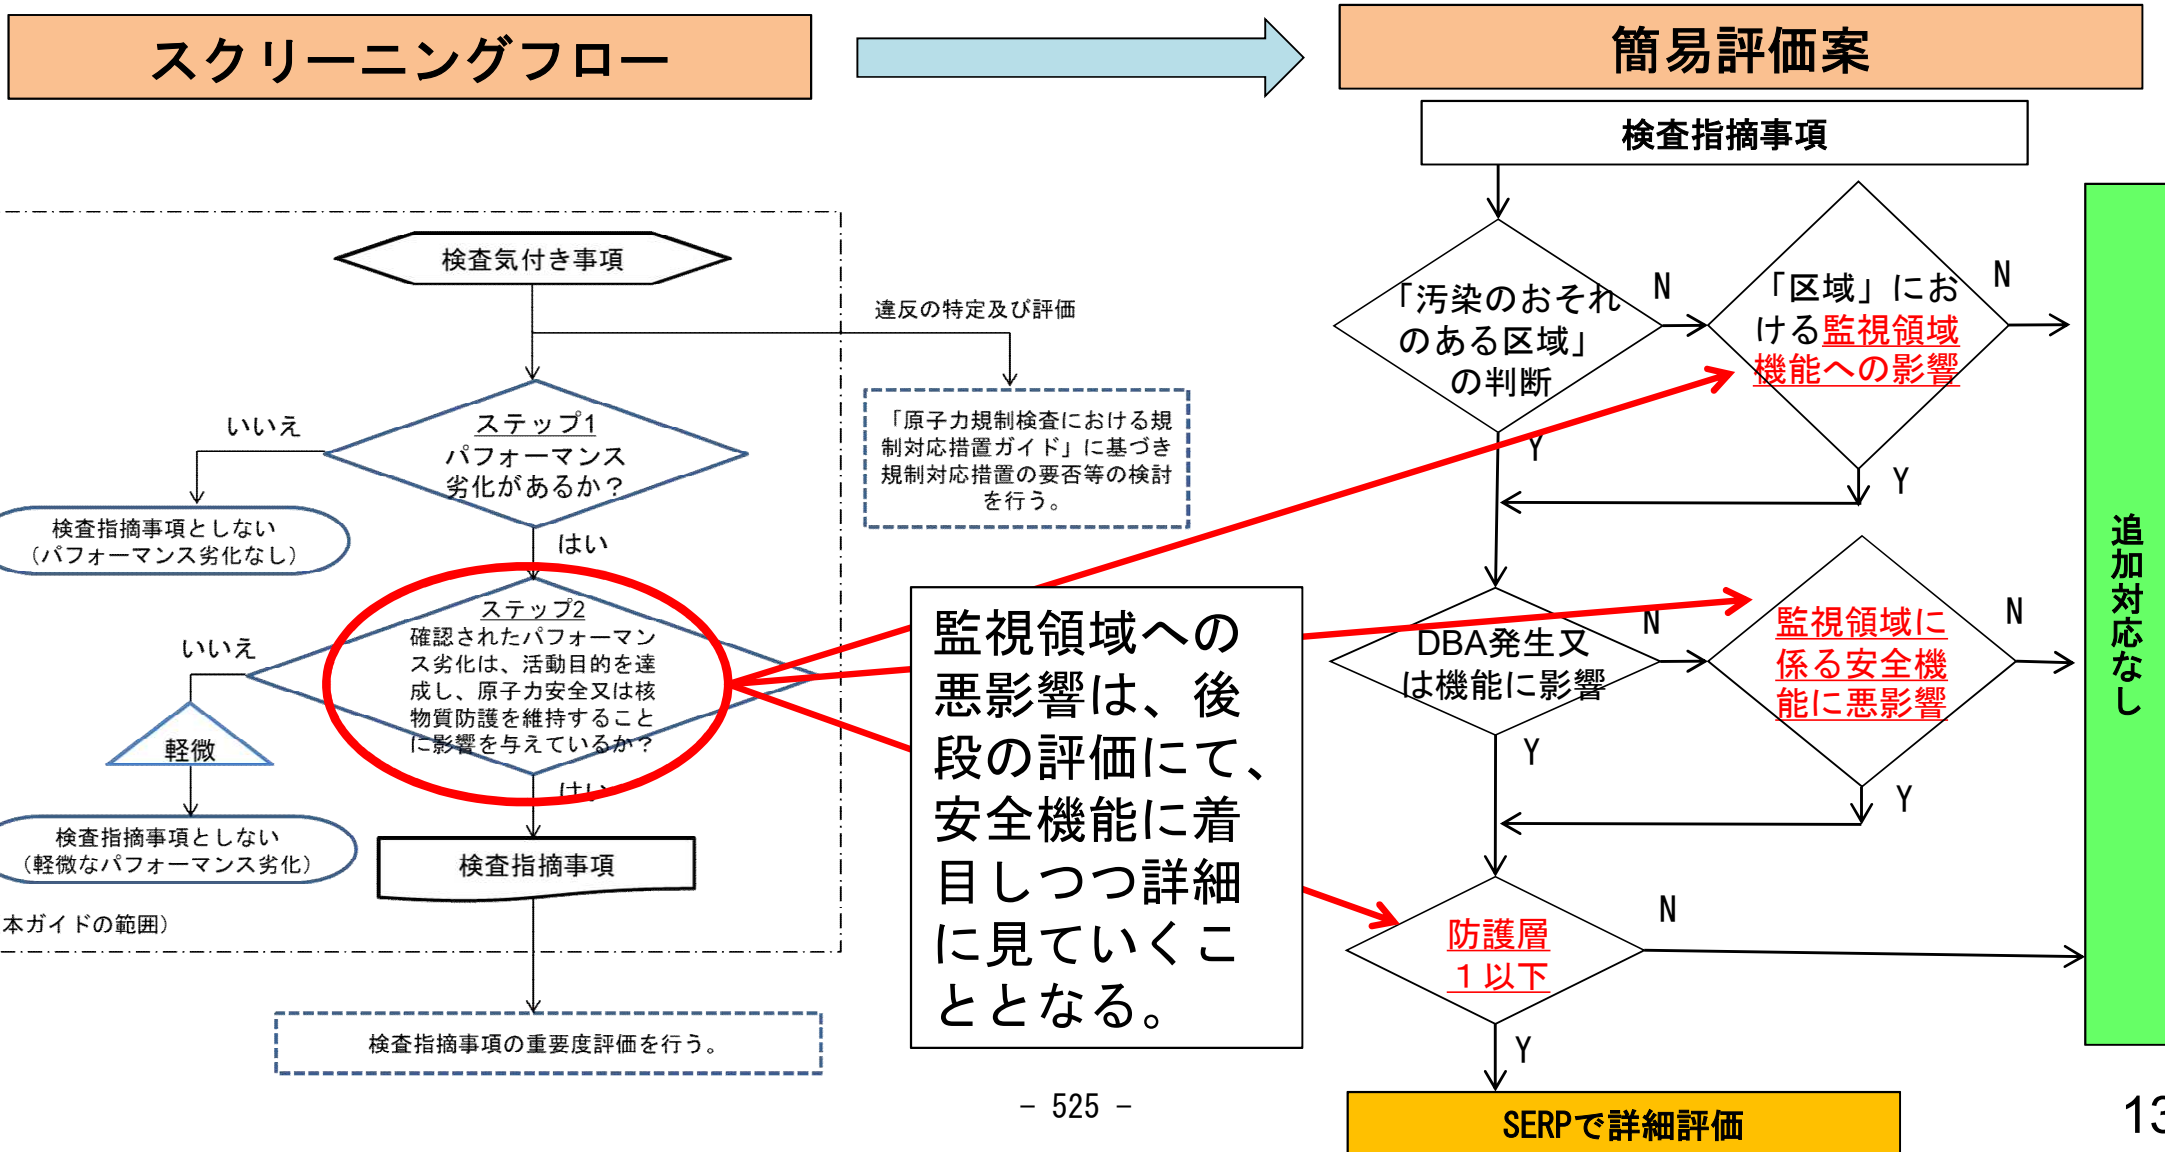 スクリーニングフロー
簡易評価案
検査指摘事項
検査気付き事項
違反の特定及び評価
「原子力規制検査における規
制対応措置ガイド」に基づき
規制対応措置の要否等の検討
を行う。
ステップ1
パフォーマンス
劣化があるか？
いいえ
検査指摘事項としない
（パフォーマンス劣化なし）
はい
ステップ2
確認されたパフォーマン
ス劣化は、活動目的を達
成し、原子力安全又は核
物質防護を維持すること
に影響を与えているか？
いいえ
軽微
検査指摘事項としない
（軽微なパフォーマンス劣化）
はい
検査指摘事項
本ガイドの範囲）
検査指摘事項の重要度評価を行う。
監視領域への
悪影響は、後
段の評価にて、
安全機能に着
目しつつ詳細
に見ていくこ
ととなる。
「汚染のおそれ
のある区域」
の判断
N
Y
「区域」にお
ける監視領域
機能への影響
N
Y
DBA発生又
は機能に影響
N
Y
監視領域に
係る安全機
能に悪影響
N
Y
防護層
１以下
N
Y
追加対応なし
SERPで詳細評価
− 525 −
13